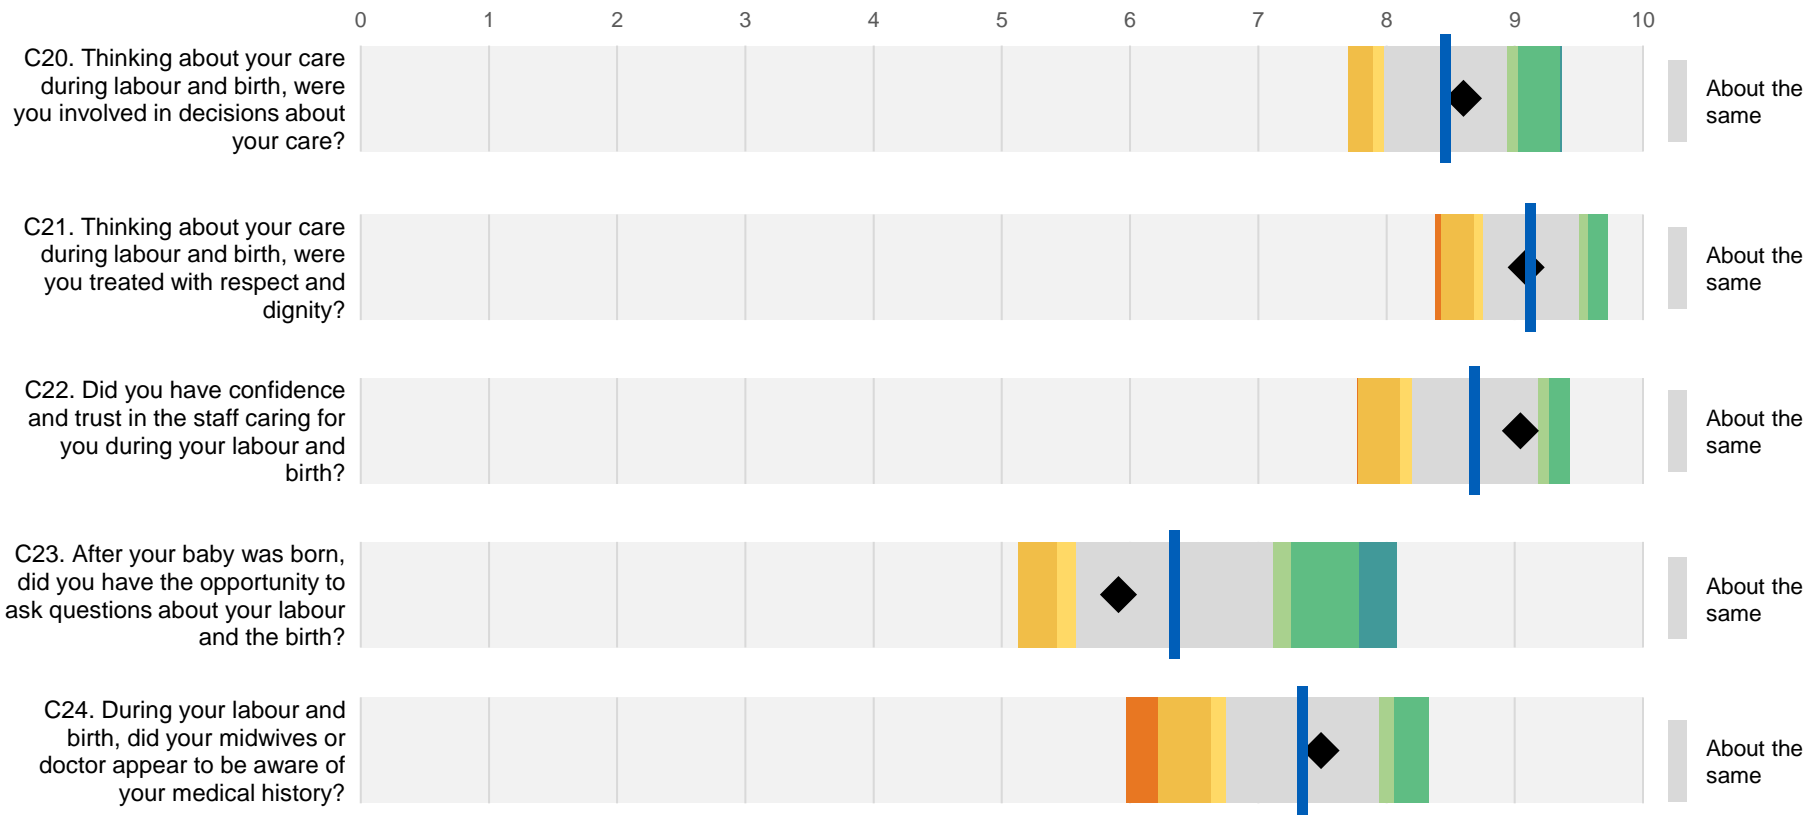 0 1 2 3 4 5 6 7 8 9 10
C20. Thinking about your care
during labour and birth, were
you involved in decisions about
your care?
About the
same
C21. Thinking about your care
during labour and birth, were
you treated with respect and
dignity?
About the
same
C22. Did you have confidence
and trust in the staff caring for
you during your labour and
birth?
About the
same
C23. After your baby was born,
did you have the opportunity to
ask questions about your labour
and the birth?
About the
same
C24. During your labour and
birth, did your midwives or
doctor appear to be aware of
your medical history?
About the
same